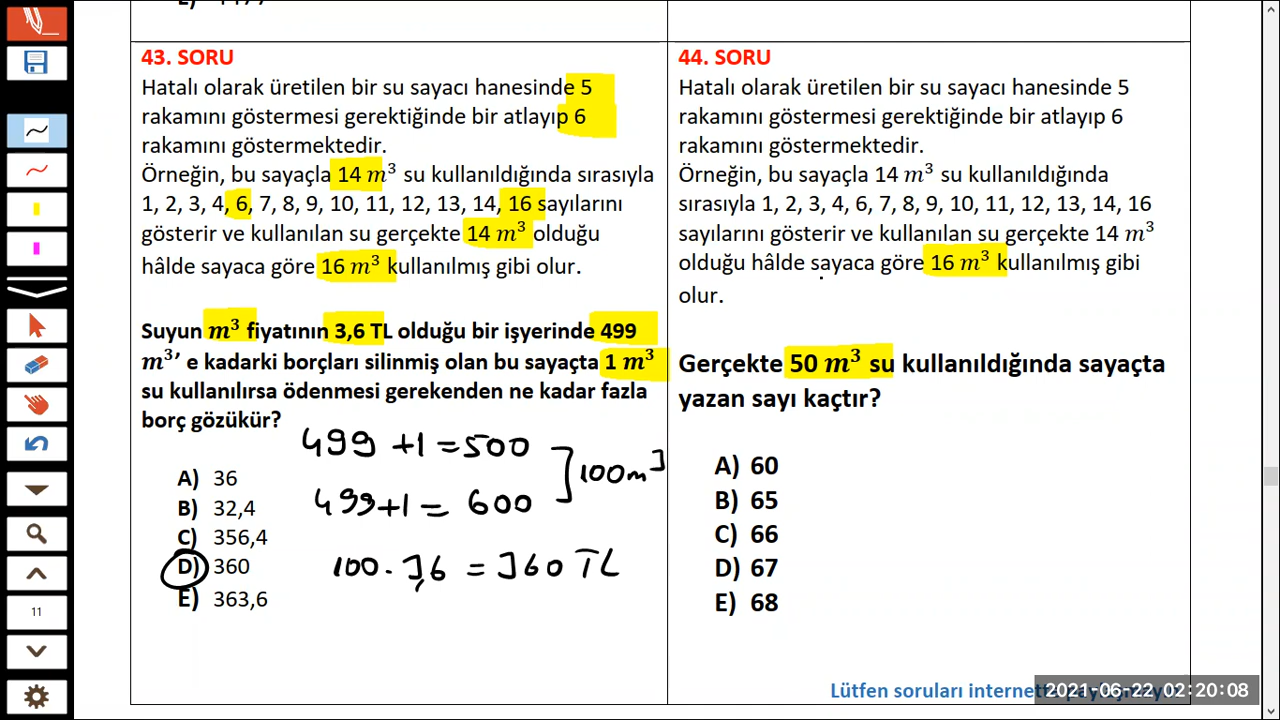 43. SORU
Hatalı olarak üretilen bir su sayacı hanesinde 5
rakamını göstermesi gerektiğinde bir atlayıp 6
rakamını göstermektedir.
Örneğin, bu sayaçla 14 m³ su kullanıldığında sırasıyla
1, 2, 3, 4, 6, 7, 8, 9, 10, 11, 12, 13, 14, 16 sayılarını
gösterir ve kullanılan su gerçekte 14 m³ olduğu
hâlde sayaca göre 16 m³ kullanılmış gibi olur.
Suyun m³ fiyatının 3,6 TL olduğu bir işyerinde 499
m³’ e kadarki borçları silinmiş olan bu sayaçta 1 m³
su kullanılırsa ödenmesi gerekenden ne kadar fazla
borç gözükür?
499 +1 = 500
499+1 = 600
100m³
100 . 3,6 = 360 TL
A) 36
B) 32,4
C) 356,4
D) 360
E) 363,6
44. SORU
Hatalı olarak üretilen bir su sayacı hanesinde 5
rakamını göstermesi gerektiğinde bir atlayıp 6
rakamını göstermektedir.
Örneğin, bu sayaçla 14 m³ su kullanıldığında
sırasıyla 1, 2, 3, 4, 6, 7, 8, 9, 10, 11, 12, 13, 14, 16
sayılarını gösterir ve kullanılan su gerçekte 14 m³
olduğu hâlde sayaca göre 16 m³ kullanılmış gibi
olur.
Gerçekte 50 m³ su kullanıldığında sayaçta
yazan sayı kaçtır?
A) 60
B) 65
C) 66
D) 67
E) 68
Lütfen soruları internette
2021-06-22 02:20:08
11